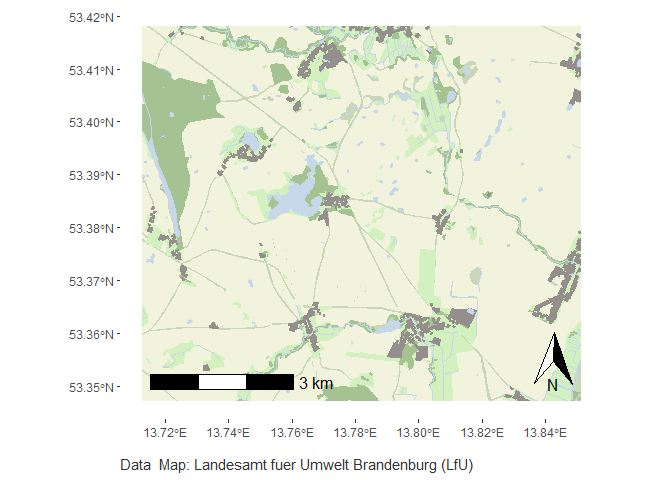 53.42°N
53.41°N
53.40°N
53.39°N
53.38°N
53.37°N
53.36°N
53.35°N
3 km
N
13.72°E
13.74°E
13.76°E
13.78°E
13.80°E
13.82°E
13.84°E
Data  Map: Landesamt fuer Umwelt Brandenburg (LfU)